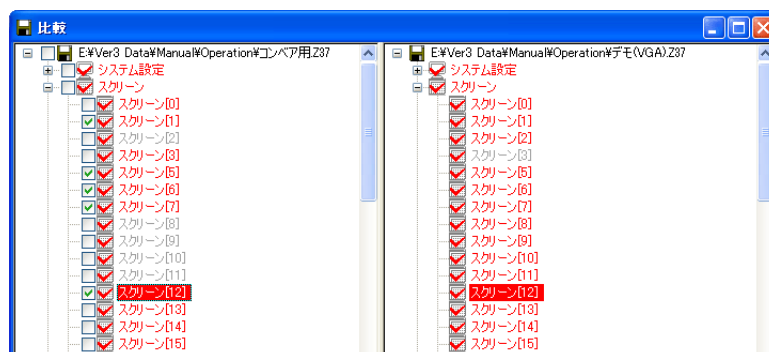 比較
E:¥Ver3 Data¥Manual¥Operation¥コンベア用.Z37
システム設定
スクリーン
スクリーン[0]
スクリーン[1]
スクリーン[2]
スクリーン[3]
スクリーン[5]
スクリーン[6]
スクリーン[7]
スクリーン[8]
スクリーン[9]
スクリーン[10]
スクリーン[11]
スクリーン[12]
スクリーン[13]
スクリーン[14]
スクリーン[15]
E:¥Ver3 Data¥Manual¥Operation¥デモ(VGA).Z37
システム設定
スクリーン
スクリーン[0]
スクリーン[1]
スクリーン[2]
スクリーン[3]
スクリーン[5]
スクリーン[6]
スクリーン[7]
スクリーン[8]
スクリーン[9]
スクリーン[10]
スクリーン[11]
スクリーン[12]
スクリーン[13]
スクリーン[14]
スクリーン[15]